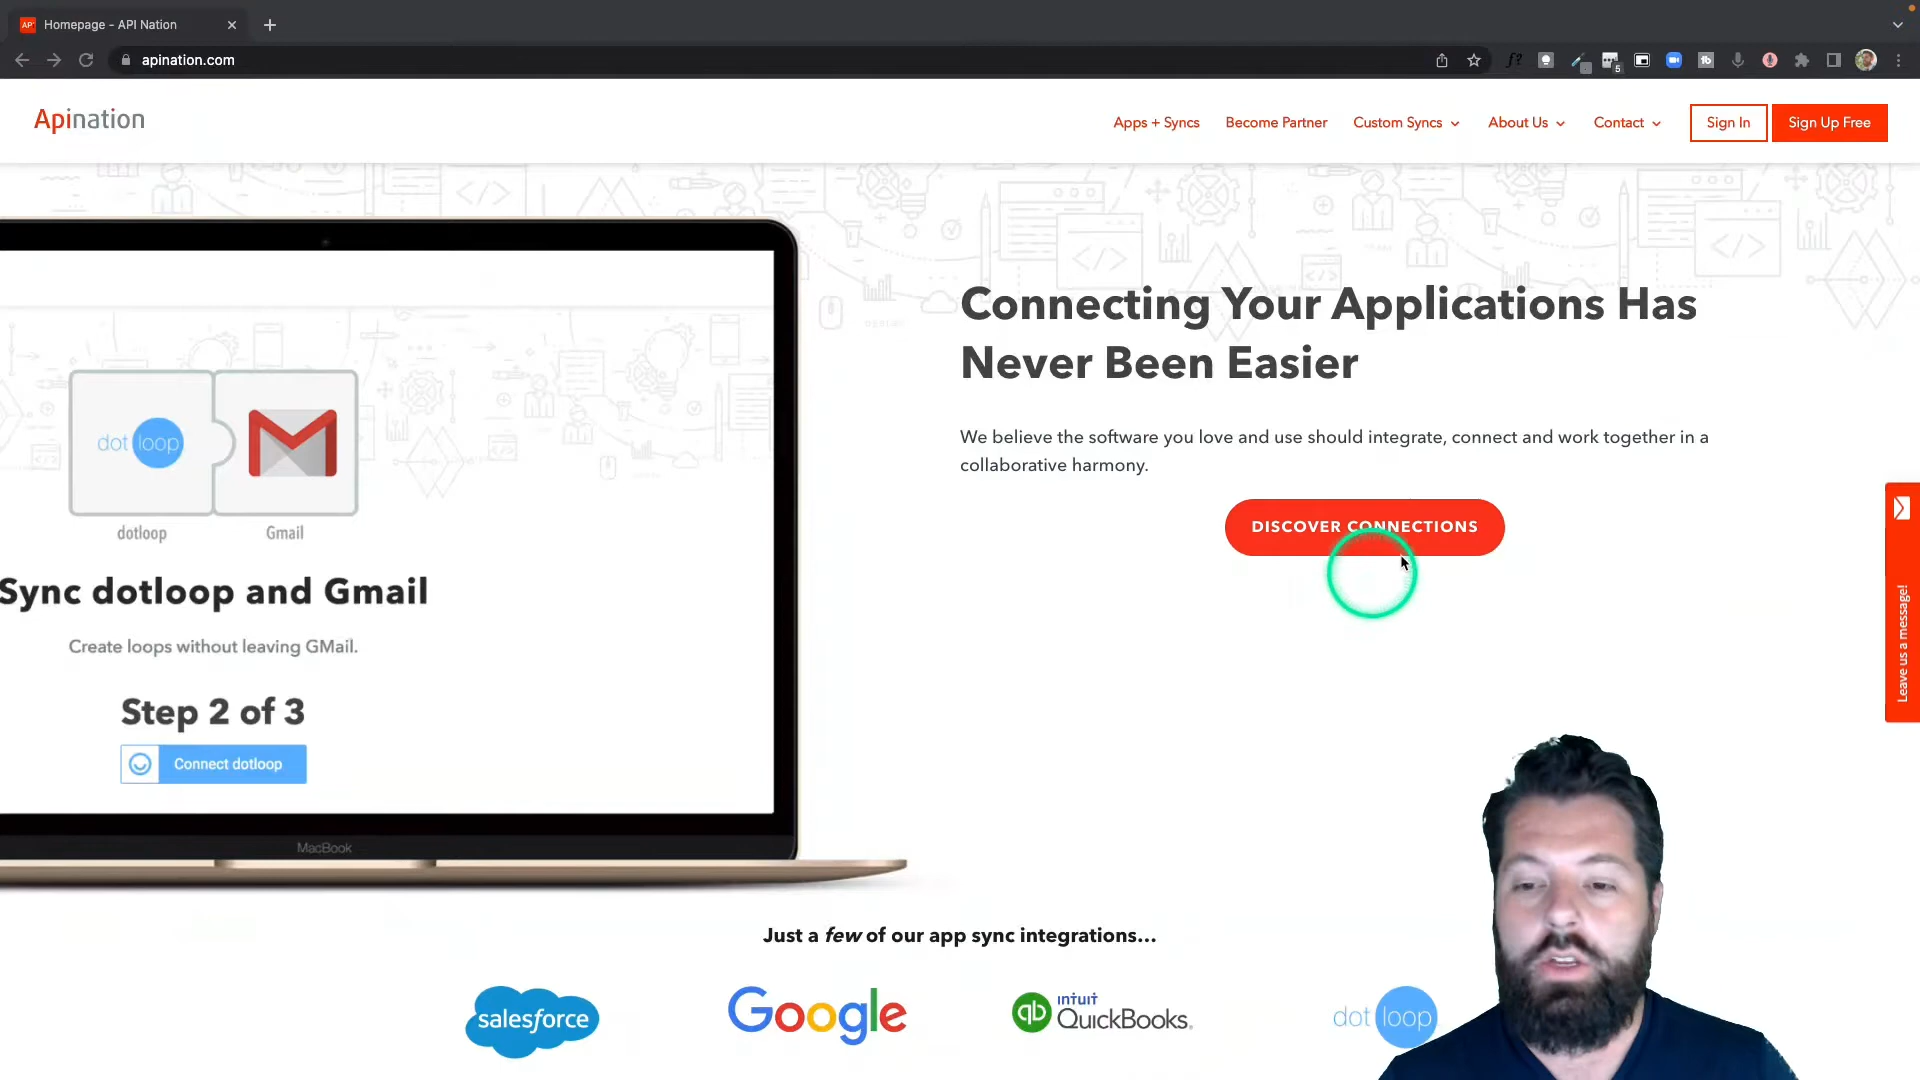 AP
Homepage - API Nation
apination.com
5
Apination
Apps + Syncs
Become Partner
Custom Syncs
About Us
Contact
Sign In
Sign Up Free
Connecting Your Applications Has
Never Been Easier
We believe the software you love and use should integrate, connect and work together in a
collaborative harmony.
DISCOVER CONNECTIONS
Leave us a message!
dot loop
dotloop
Gmail
Sync dotloop and Gmail
Create loops without leaving GMail.
Step 2 of 3
Connect dotloop
MacBook
Just a few of our app sync integrations...
salesforce
Google
qb
intuit
QuickBooks.
dot loop